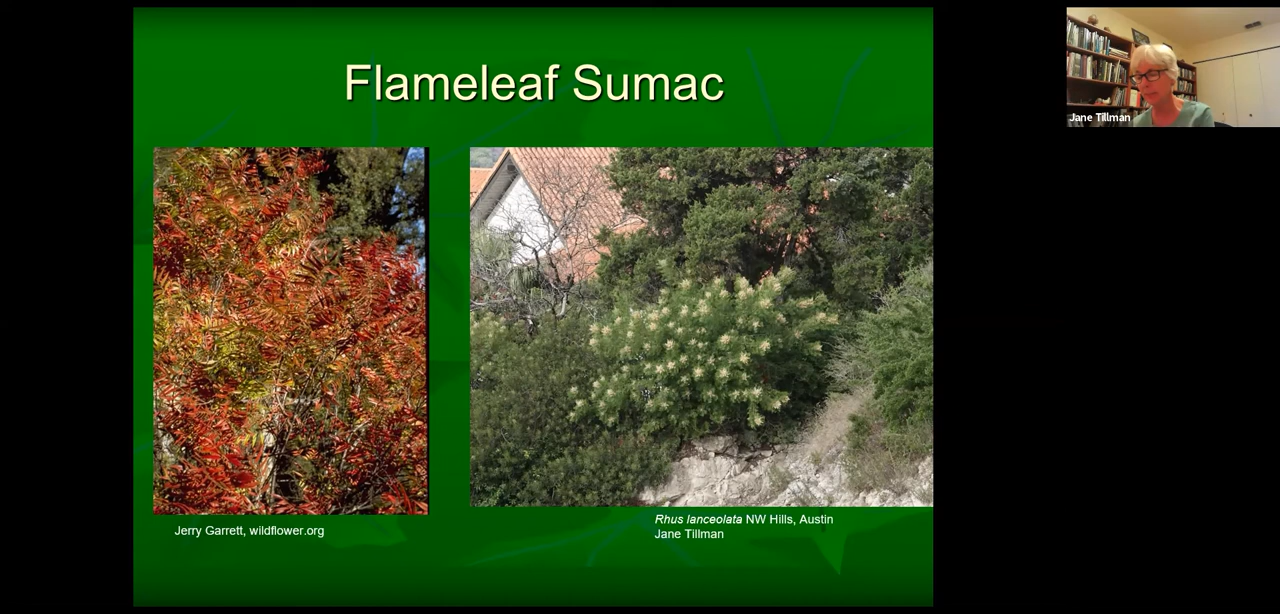 Flameleaf Sumac
Jane Tillman
Jerry Garrett, wildflower.org
Rhus lanceolata NW Hills, Austin
Jane Tillman